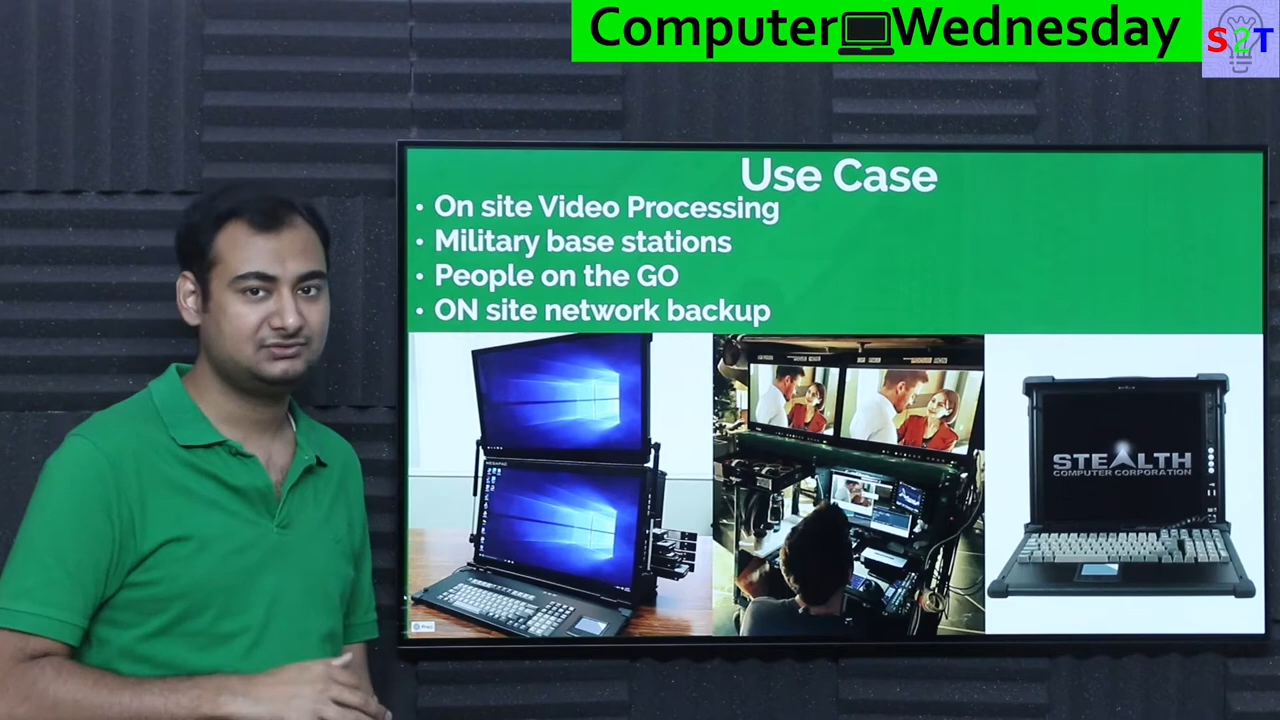 Computer Wednesday
S2T
Use Case
• On site Video Processing
• Military base stations
• People on the GO
• ON site network backup
MEGAPAC
STEALTH
COMPUTER CORPORATION